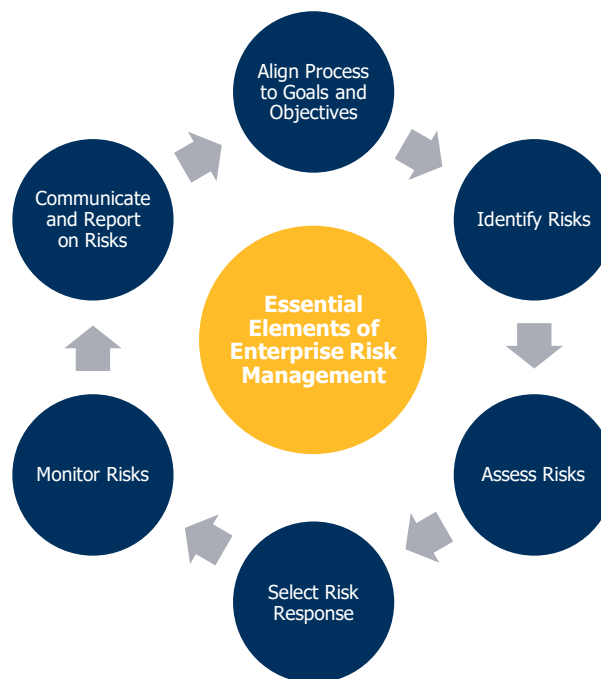 Align Process
to Goals and
Objectives
Identify Risks
Assess Risks
Select Risk
Response
Monitor Risks
Communicate
and Report
on Risks
Essential
Elements of
Enterprise Risk
Management